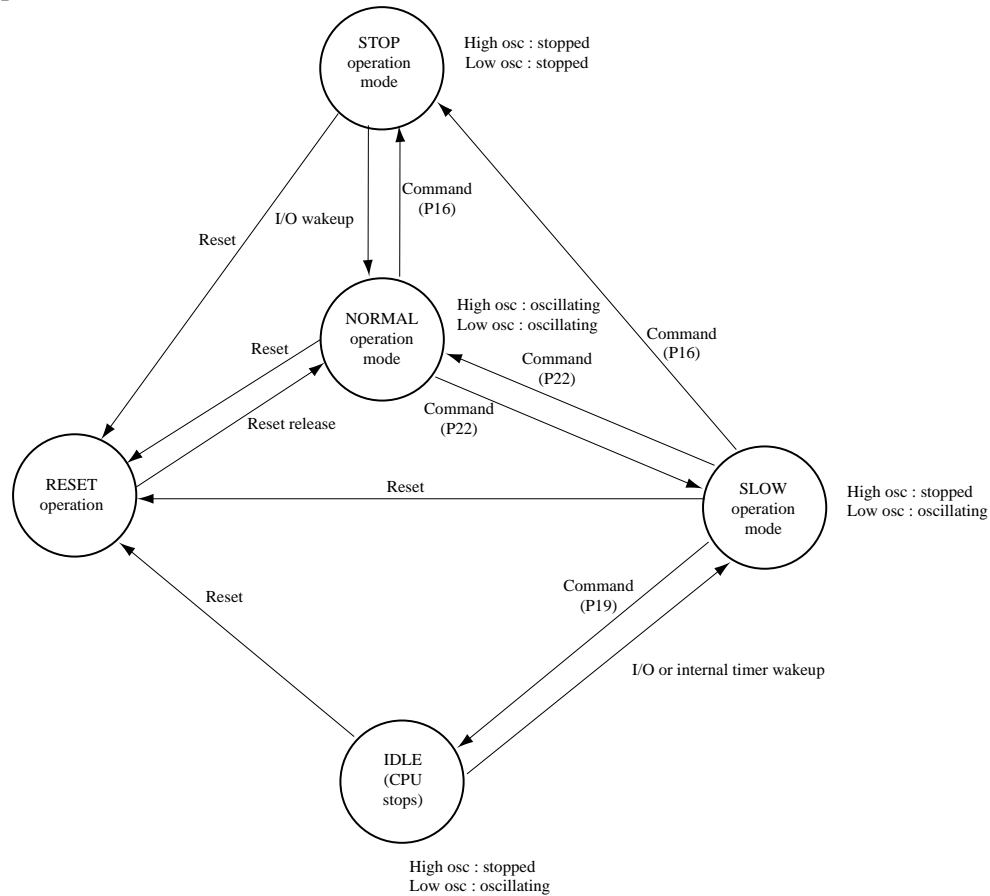 STOP
operation
mode
High osc : stopped
Low osc : stopped
Command
(P16)
I/O wakeup
Reset
NORMAL
operation
mode
High osc : oscillating
Low osc : oscillating
Command
(P16)
Reset
Command
(P22)
Command
(P22)
Reset release
RESET
operation
Reset
SLOW
operation
mode
High osc : stopped
Low osc : oscillating
Command
(P19)
Reset
I/O or internal timer wakeup
IDLE
(CPU
stops)
High osc : stopped
Low osc : oscillating